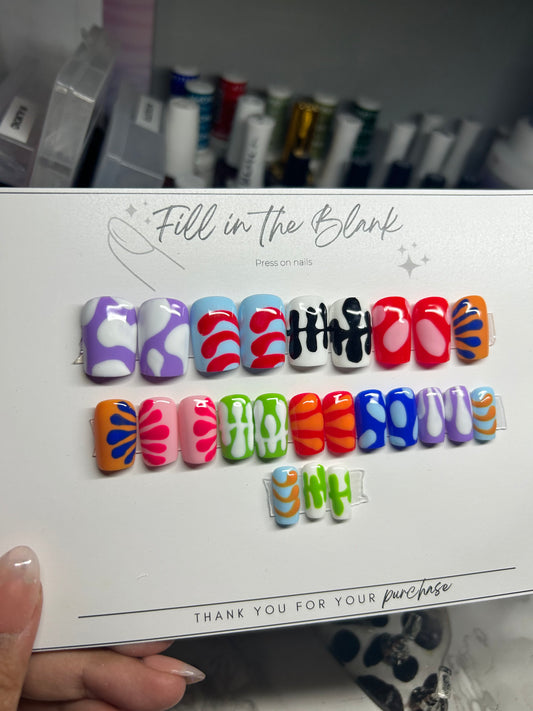 Fill in the Blank
Press on nails
THANK YOU FOR YOUR purchase